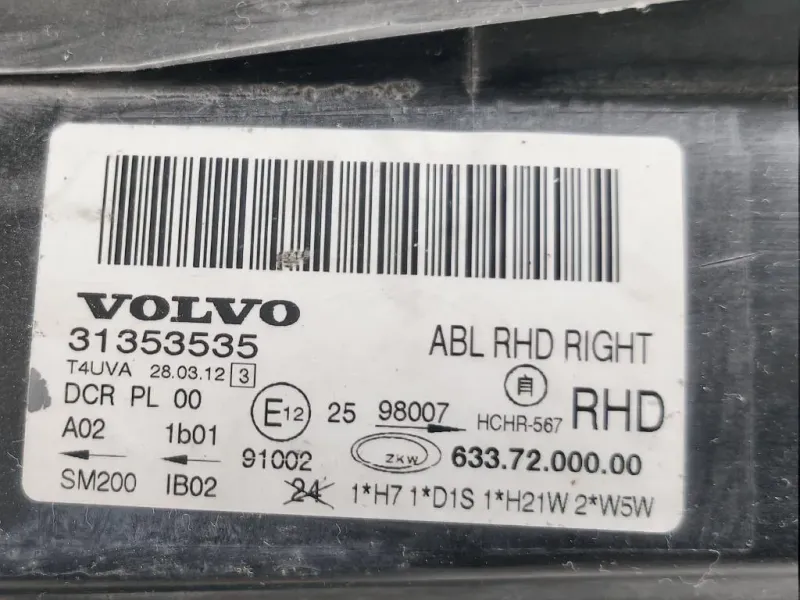 VOLVO
31353535
ABL RHD RIGHT
T4UVA 28.03.12 3
自
DCR PL 00
E12
25 98007
HCHR-567 RHD
A02 1b01
91002
ZKW
633.72.000.00
SM200 IB02
24
1*H7 1*D1S 1*H21W 2*W5W